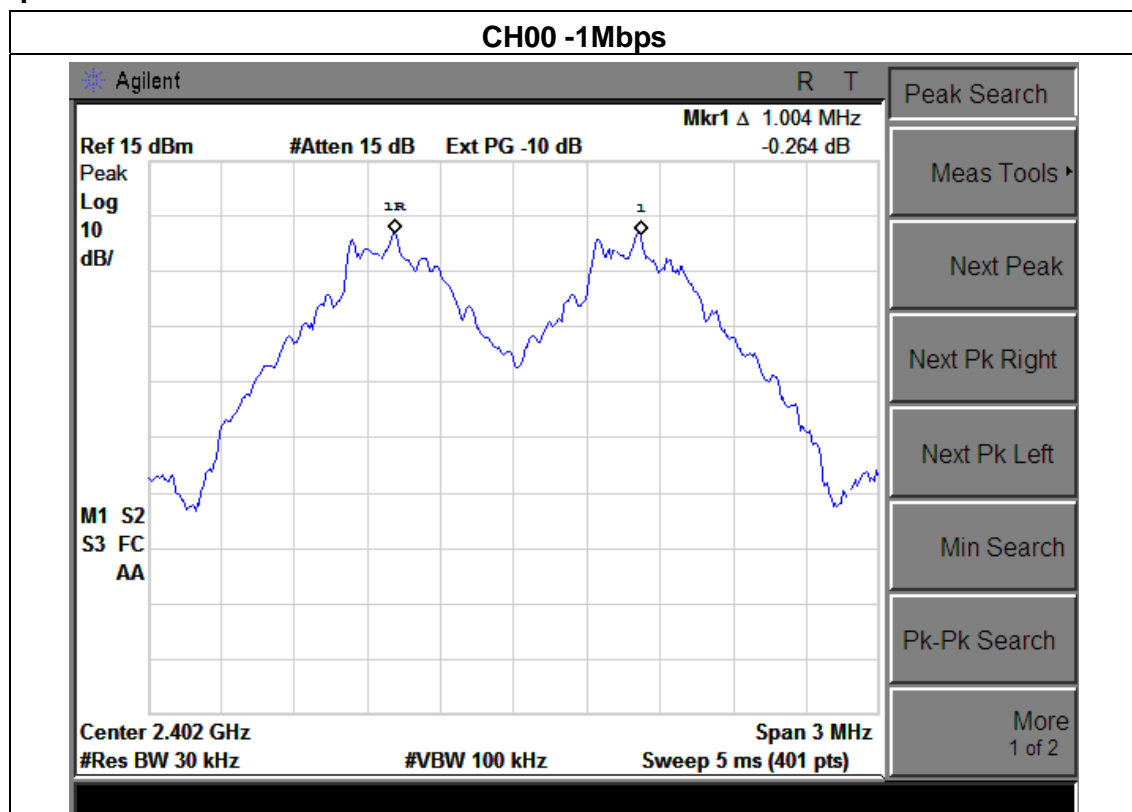 CH00 -1Mbps
Agilent R T
Mkr1 Δ 1.004 MHz
Ref 15 dBm #Atten 15 dB Ext PG -10 dB -0.264 dB
Peak
Log
10
dB/
1R
1
M1 S2
S3 FC
AA
Center 2.402 GHz Span 3 MHz
#Res BW 30 kHz #VBW 100 kHz Sweep 5 ms (401 pts)
Peak Search
Meas Tools
Next Peak
Next Pk Right
Next Pk Left
Min Search
Pk-Pk Search
More
1 of 2